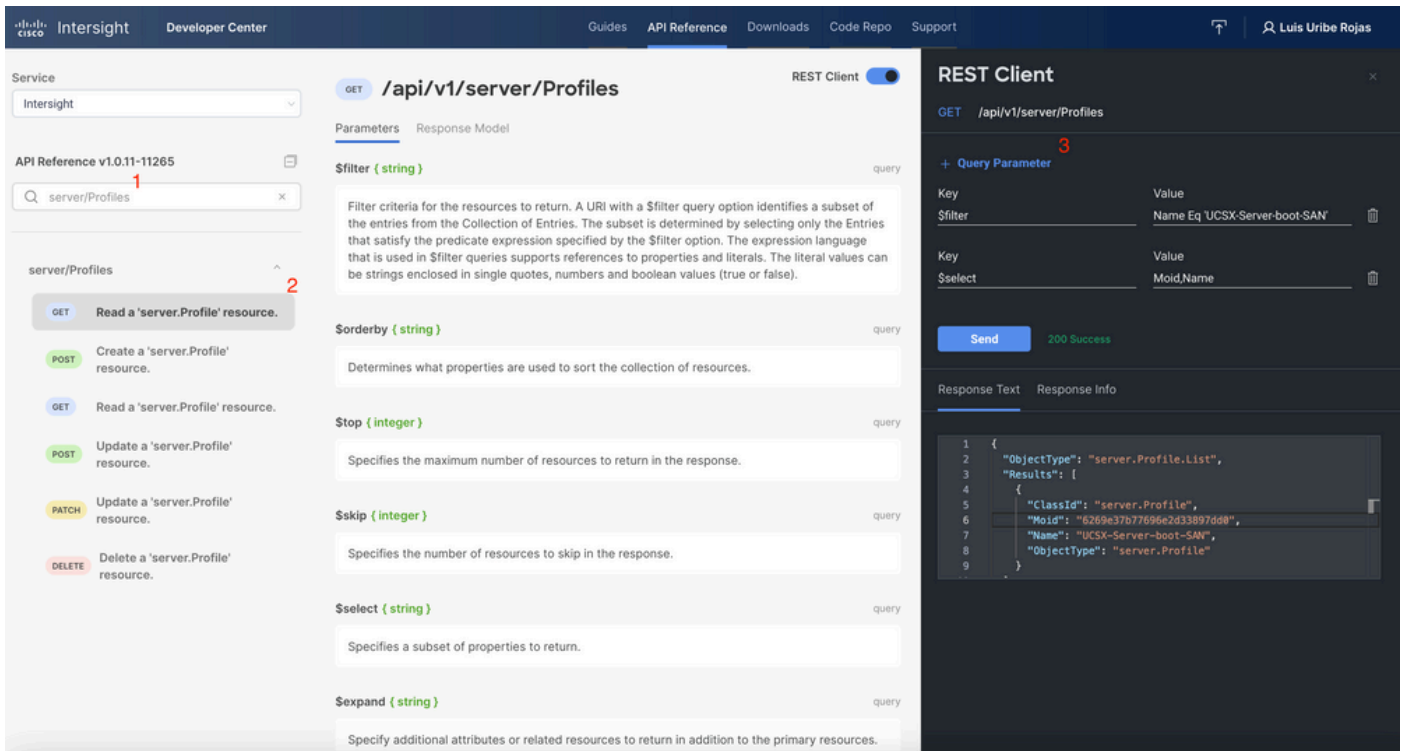 cisco Intersight Developer Center Guides API Reference Downloads Code Repo Support Luis Uribe Rojas
Service
Intersight
API Reference v1.0.11-11265
1
server/Profiles
server/Profiles
2
GET Read a 'server.Profile' resource.
POST Create a 'server.Profile'
resource.
GET Read a 'server.Profile' resource.
POST Update a 'server.Profile'
resource.
PATCH Update a 'server.Profile'
resource.
DELETE Delete a 'server.Profile'
resource.
GET /api/v1/server/Profiles REST Client
Parameters Response Model
$filter { string } query
Filter criteria for the resources to return. A URI with a $filter query option identifies a subset of
the entries from the Collection of Entries. The subset is determined by selecting only the Entries
that satisfy the predicate expression specified by the $filter option. The expression language
that is used in $filter queries supports references to properties and literals. The literal values can
be strings enclosed in single quotes, numbers and boolean values (true or false).
$orderby { string } query
Determines what properties are used to sort the collection of resources.
$top { integer } query
Specifies the maximum number of resources to return in the response.
$skip { integer } query
Specifies the number of resources to skip in the response.
$select { string } query
Specifies a subset of properties to return.
$expand { string } query
Specify additional attributes or related resources to return in addition to the primary resources.
REST Client
GET /api/v1/server/Profiles
3
+ Query Parameter
Key Value
$filter Name Eq 'UCSX-Server-boot-SAN'
Key Value
$select Moid,Name
Send 200 Success
Response Text Response Info
1 {
2 "ObjectType": "server.Profile.List",
3 "Results": [
4 {
5 "ClassId": "server.Profile",
6 "Moid": "6269e37b77696e2d33897dd0",
7 "Name": "UCSX-Server-boot-SAN",
8 "ObjectType": "server.Profile"
9 }